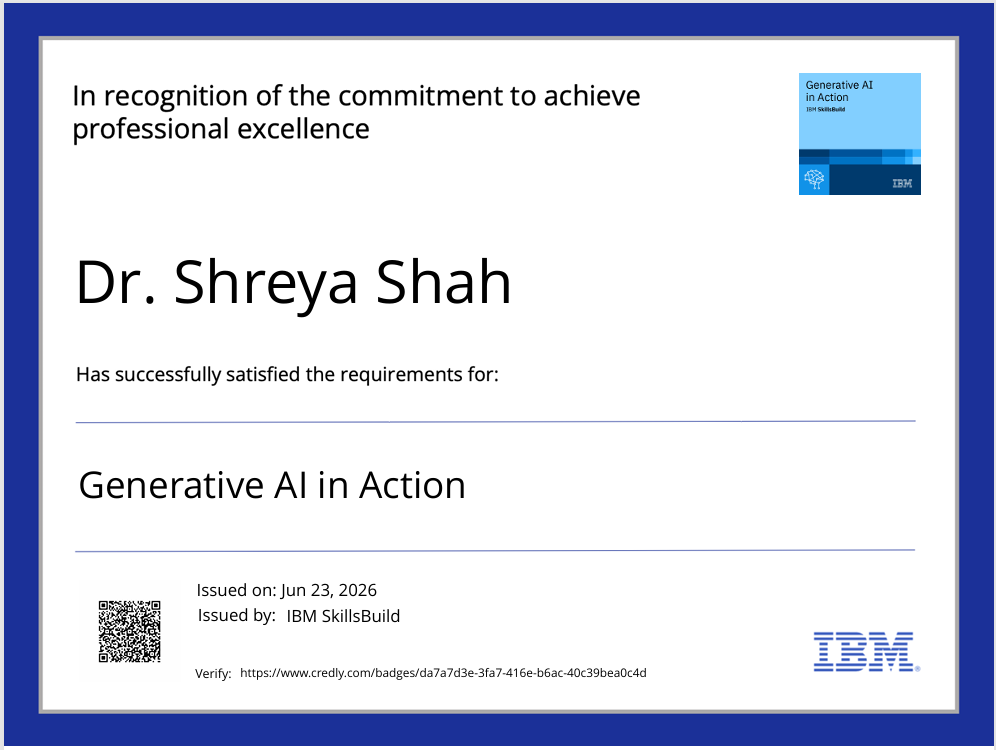 In recognition of the commitment to achieve
professional excellence
Generative AI
in Action
IBM SkillsBuild
IBM
Dr. Shreya Shah
Has successfully satisfied the requirements for:
Generative AI in Action
Issued on: Jun 23, 2026
Issued by: IBM SkillsBuild
Verify: https://www.credly.com/badges/da7a7d3e-3fa7-416e-b6ac-40c39bea0c4d
IBM®